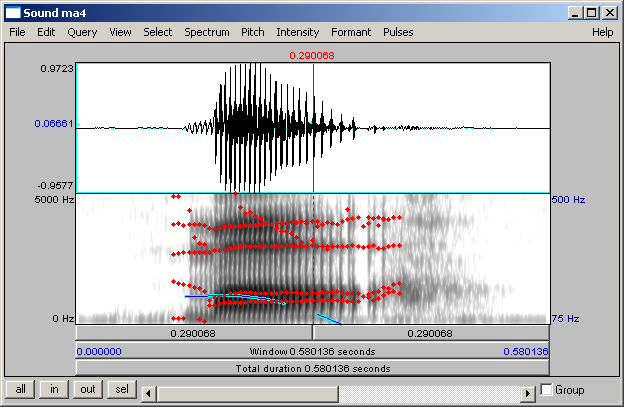 Sound ma4
File Edit Query View Select Spectrum Pitch Intensity Formant Pulses Help
0.290068
0.9723
0.06661
-0.9577
5000 Hz 500 Hz
0 Hz 75 Hz
0.290068 0.290068
0.000000 Window 0.580136 seconds 0.580136
Total duration 0.580136 seconds
all in out sel Group